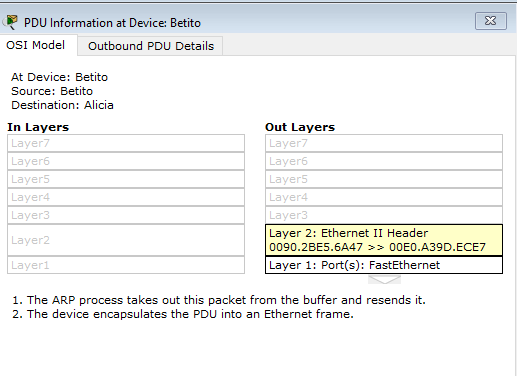 PDU Information at Device: Betito
OSI Model
Outbound PDU Details
At Device: Betito
Source: Betito
Destination: Alicia
In Layers
Layer7
Layer6
Layer5
Layer4
Layer3
Layer2
Layer1
Out Layers
Layer7
Layer6
Layer5
Layer4
Layer3
Layer 2: Ethernet II Header
0090.2BE5.6A47 >> 00E0.A39D.ECE7
Layer 1: Port(s): FastEthernet
1. The ARP process takes out this packet from the buffer and resends it.
2. The device encapsulates the PDU into an Ethernet frame.